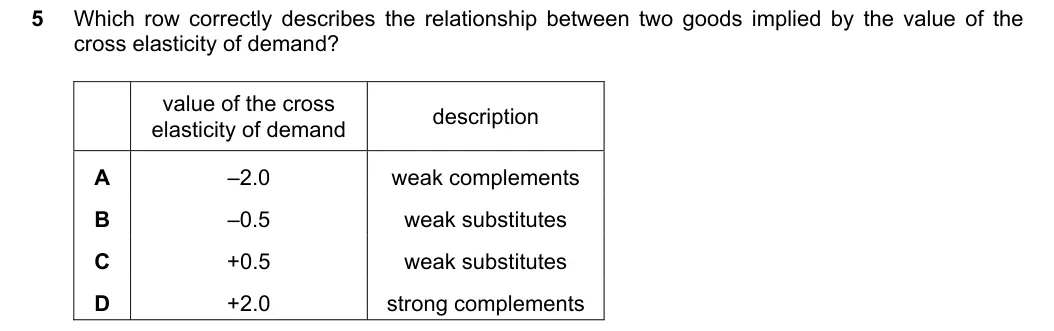 5 Which row correctly describes the relationship between two goods implied by the value of the
cross elasticity of demand?
value of the cross
elasticity of demand
description
A –2.0 weak complements
B –0.5 weak substitutes
C +0.5 weak substitutes
D +2.0 strong complements